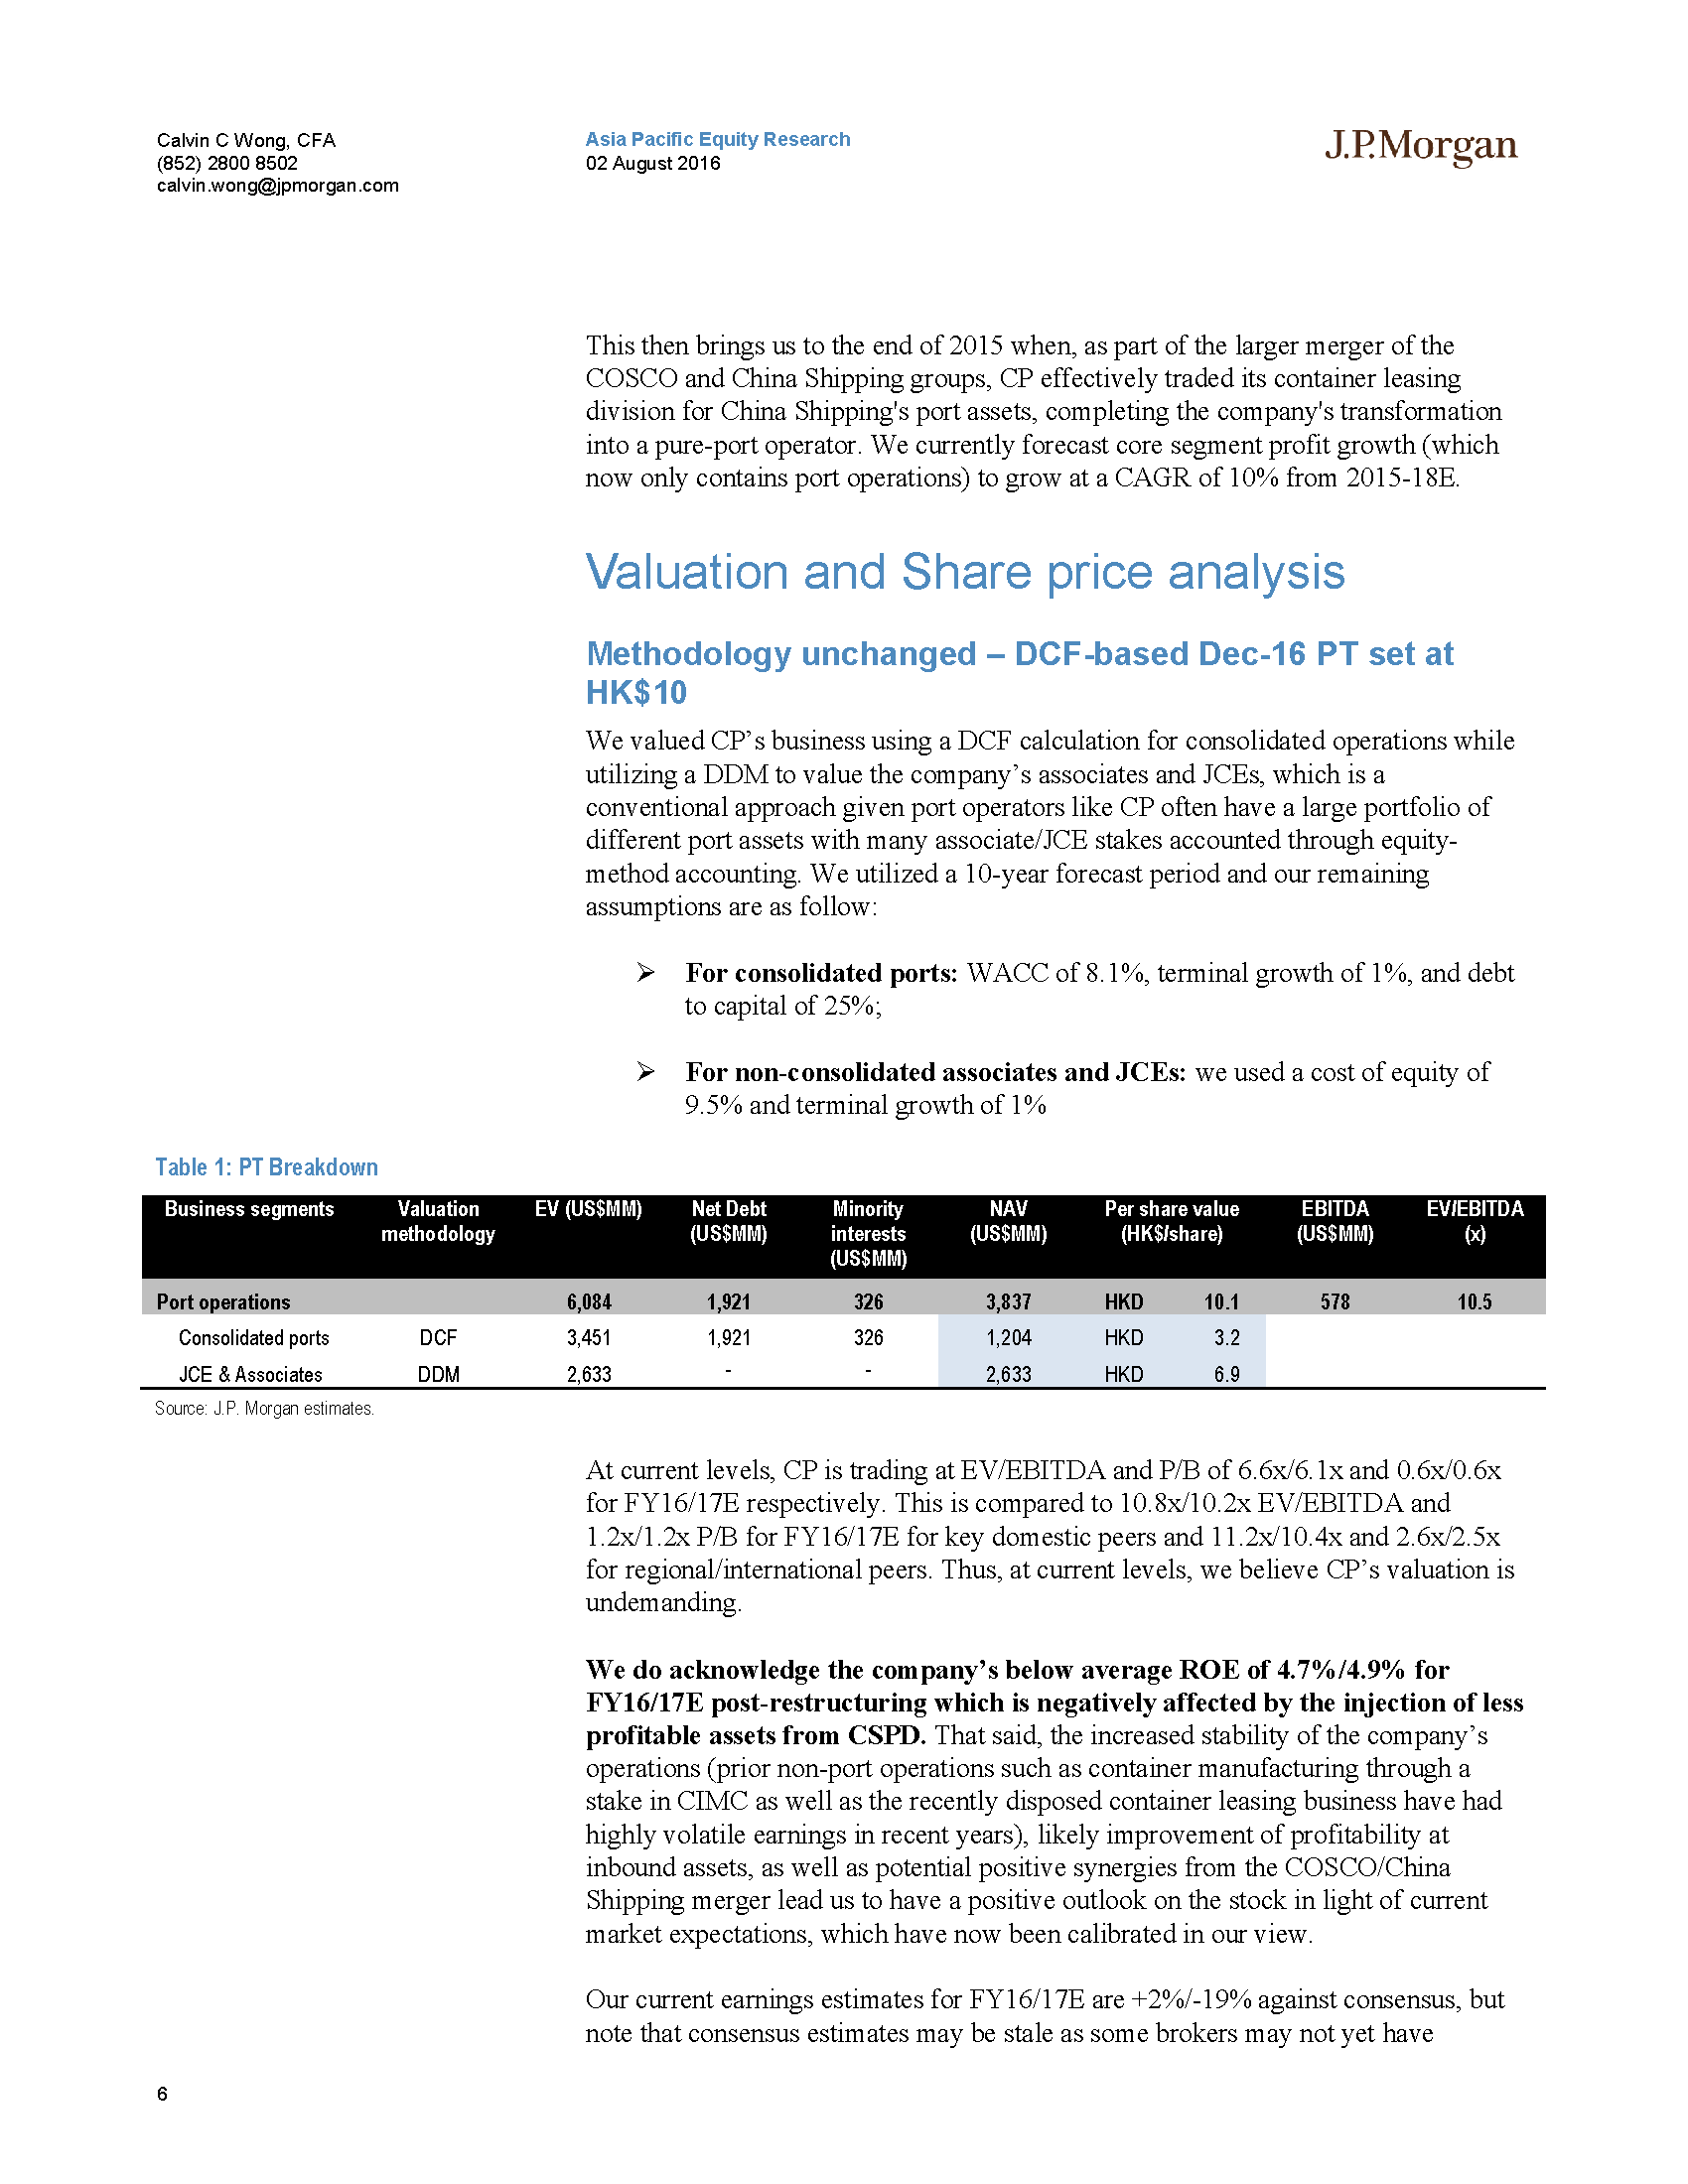 Calvin C Wong, CFA
(852) 2800 8502
calvin.wong@jpmorgan.com
Asia Pacific Equity Research
02 August 2016
J.P.Morgan
This then brings us to the end of 2015 when, as part of the larger merger of the
COSCO and China Shipping groups, CP effectively traded its container leasing
division for China Shipping's port assets, completing the company's transformation
into a pure-port operator. We currently forecast core segment profit growth (which
now only contains port operations) to grow at a CAGR of 10% from 2015-18E.
Valuation and Share price analysis
Methodology unchanged – DCF-based Dec-16 PT set at
HK$10
We valued CP’s business using a DCF calculation for consolidated operations while
utilizing a DDM to value the company’s associates and JCEs, which is a
conventional approach given port operators like CP often have a large portfolio of
different port assets with many associate/JCE stakes accounted through equity-
method accounting. We utilized a 10-year forecast period and our remaining
assumptions are as follow:
➢ For consolidated ports: WACC of 8.1%, terminal growth of 1%, and debt
to capital of 25%;
➢ For non-consolidated associates and JCEs: we used a cost of equity of
9.5% and terminal growth of 1%
Table 1: PT Breakdown
Business segments Valuation EV (US$MM) Net Debt Minority NAV Per share value EBITDA EV/EBITDA
methodology (US$MM) interests (US$MM) (HK$/share) (US$MM) (x)
(US$MM)
Port operations 6,084 1,921 326 3,837 HKD 10.1 578 10.5
Consolidated ports DCF 3,451 1,921 326 1,204 HKD 3.2
JCE & Associates DDM 2,633 - - 2,633 HKD 6.9
Source: J.P. Morgan estimates.
At current levels, CP is trading at EV/EBITDA and P/B of 6.6x/6.1x and 0.6x/0.6x
for FY16/17E respectively. This is compared to 10.8x/10.2x EV/EBITDA and
1.2x/1.2x P/B for FY16/17E for key domestic peers and 11.2x/10.4x and 2.6x/2.5x
for regional/international peers. Thus, at current levels, we believe CP’s valuation is
undemanding.
We do acknowledge the company’s below average ROE of 4.7%/4.9% for
FY16/17E post-restructuring which is negatively affected by the injection of less
profitable assets from CSPD. That said, the increased stability of the company’s
operations (prior non-port operations such as container manufacturing through a
stake in CIMC as well as the recently disposed container leasing business have had
highly volatile earnings in recent years), likely improvement of profitability at
inbound assets, as well as potential positive synergies from the COSCO/China
Shipping merger lead us to have a positive outlook on the stock in light of current
market expectations, which have now been calibrated in our view.
Our current earnings estimates for FY16/17E are +2%/-19% against consensus, but
note that consensus estimates may be stale as some brokers may not yet have
6